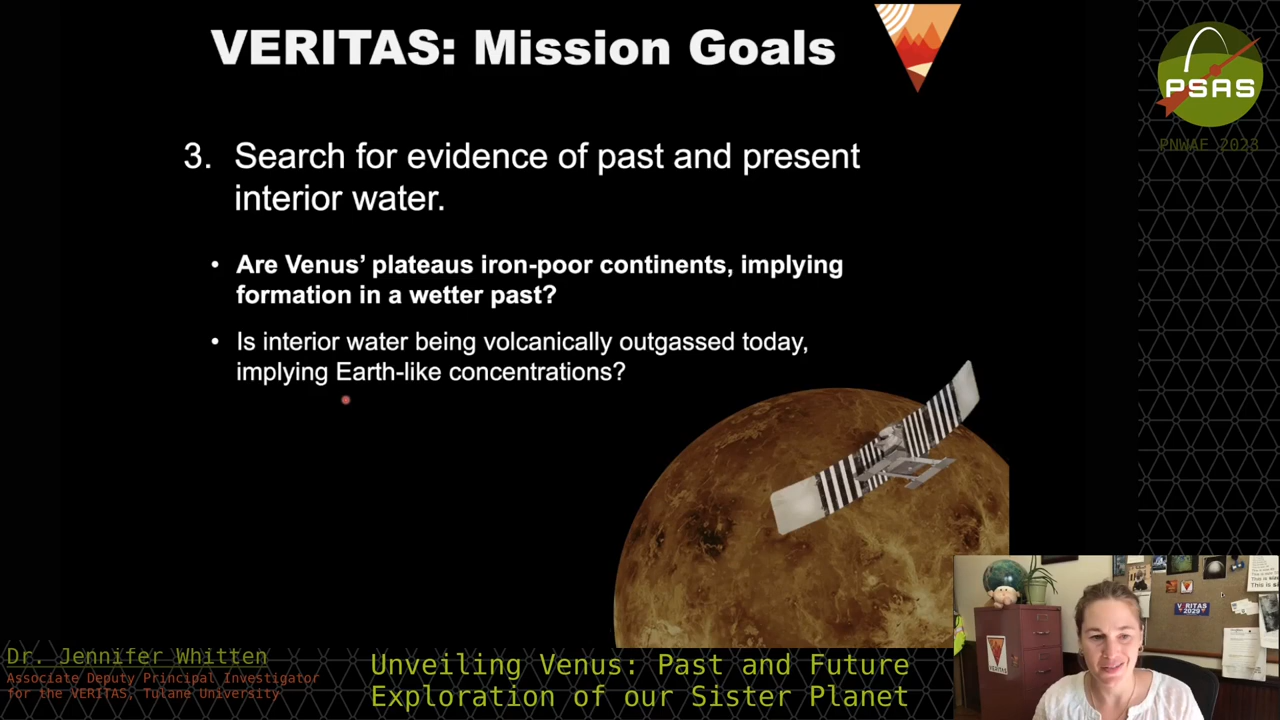 VERITAS: Mission Goals
3. Search for evidence of past and present
interior water.
• Are Venus’ plateaus iron-poor continents, implying
formation in a wetter past?
• Is interior water being volcanically outgassed today,
implying Earth-like concentrations?
PSAS
PNWAF 2023
VERITAS
2029
Dr. Jennifer Whitten
Associate Deputy Principal Investigator
for the VERITAS, Tulane University
Unveiling Venus: Past and Future
Exploration of our Sister Planet